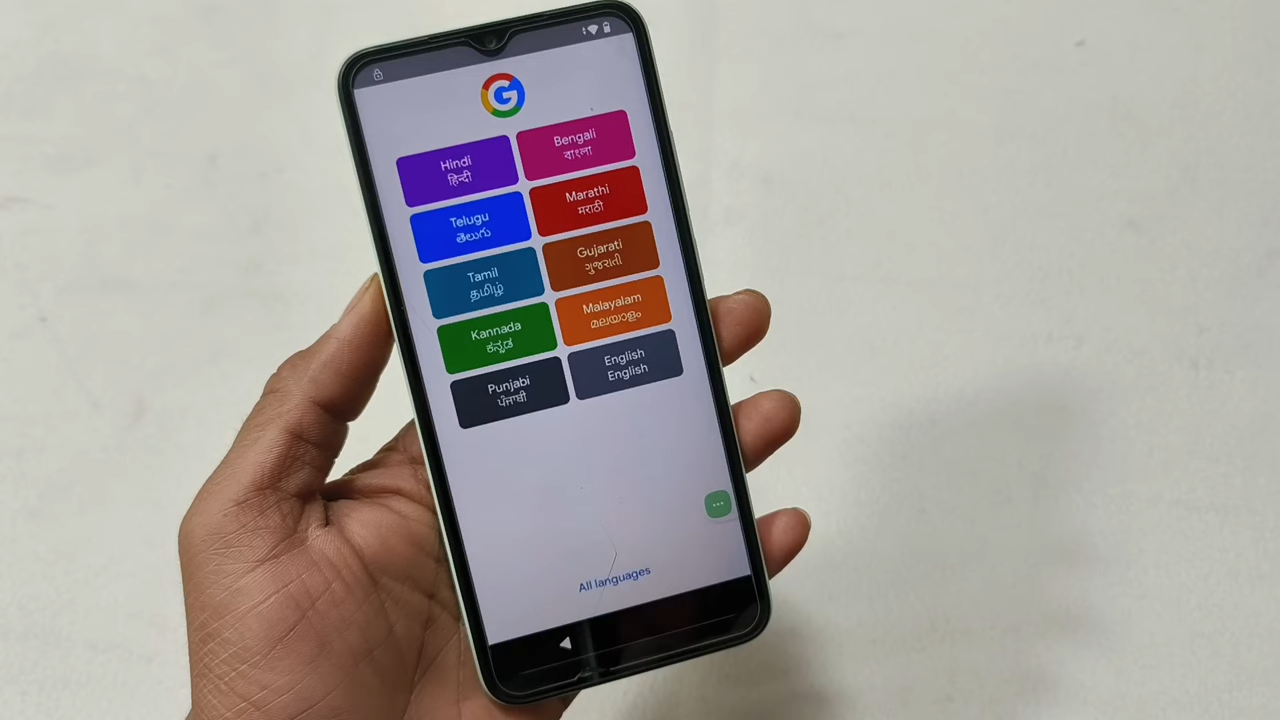 G
Hindi
हिन्दी
Bengali
বাংলা
Telugu
తెలుగు
Marathi
मराठी
Tamil
தமிழ்
Gujarati
ગુજરાતી
Kannada
ಕನ್ನಡ
Malayalam
മലയാളം
Punjabi
ਪੰਜਾਬੀ
English
English
All languages